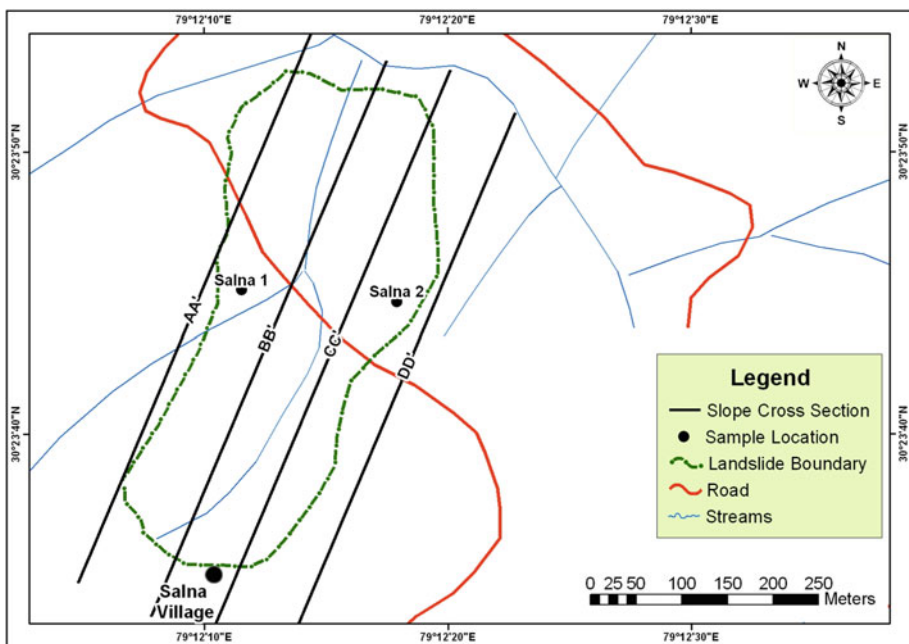 79°12'10"E 79°12'20"E 79°12'30"E
N
W E
S
30°23'50"N 30°23'50"N
Salna 1
Salna 2
AA'
BB'
CC'
DD'
30°23'40"N 30°23'40"N
Legend
Slope Cross Section
Sample Location
Landslide Boundary
Road
Streams
Salna
Village
0 25 50 100 150 200 250
Meters
79°12'10"E 79°12'20"E 79°12'30"E